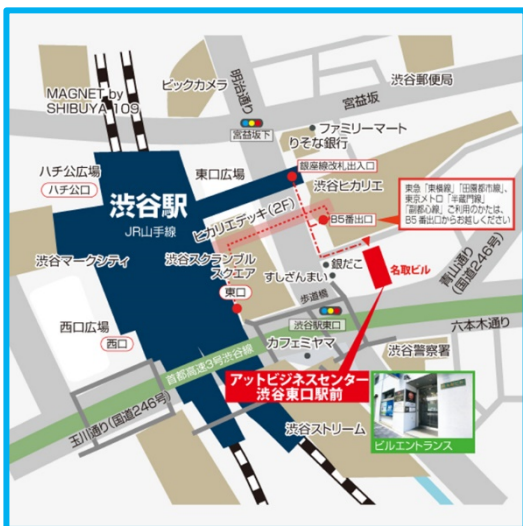 ビックカメラ
明治通り
渋谷郵便局
MAGNET by
SHIBUYA 109
宮益坂
宮益坂下
ファミリーマート
りそな銀行
ハチ公広場
ハチ公口
東口広場
銀座線改札出入口
渋谷ヒカリエ
渋谷駅
JR山手線
ヒカリエデッキ(2F)
B5番出口
東急「東横線」「田園都市線」、
東京メトロ「半蔵門線」
「副都心線」ご利用のかたは、
B5番出口からお越しください
渋谷マークシティ
渋谷スクランブル
スクエア
銀だこ
すしざんまい
名取ビル
青山通り
(国道246号)
東口
歩道橋
西口広場
西口
渋谷駅東口
六本木通り
首都高速3号渋谷線
カフェミヤマ
渋谷警察署
アットビジネスセンター
渋谷東口駅前
玉川通り(国道246号)
渋谷ストリーム
ビルエントランス